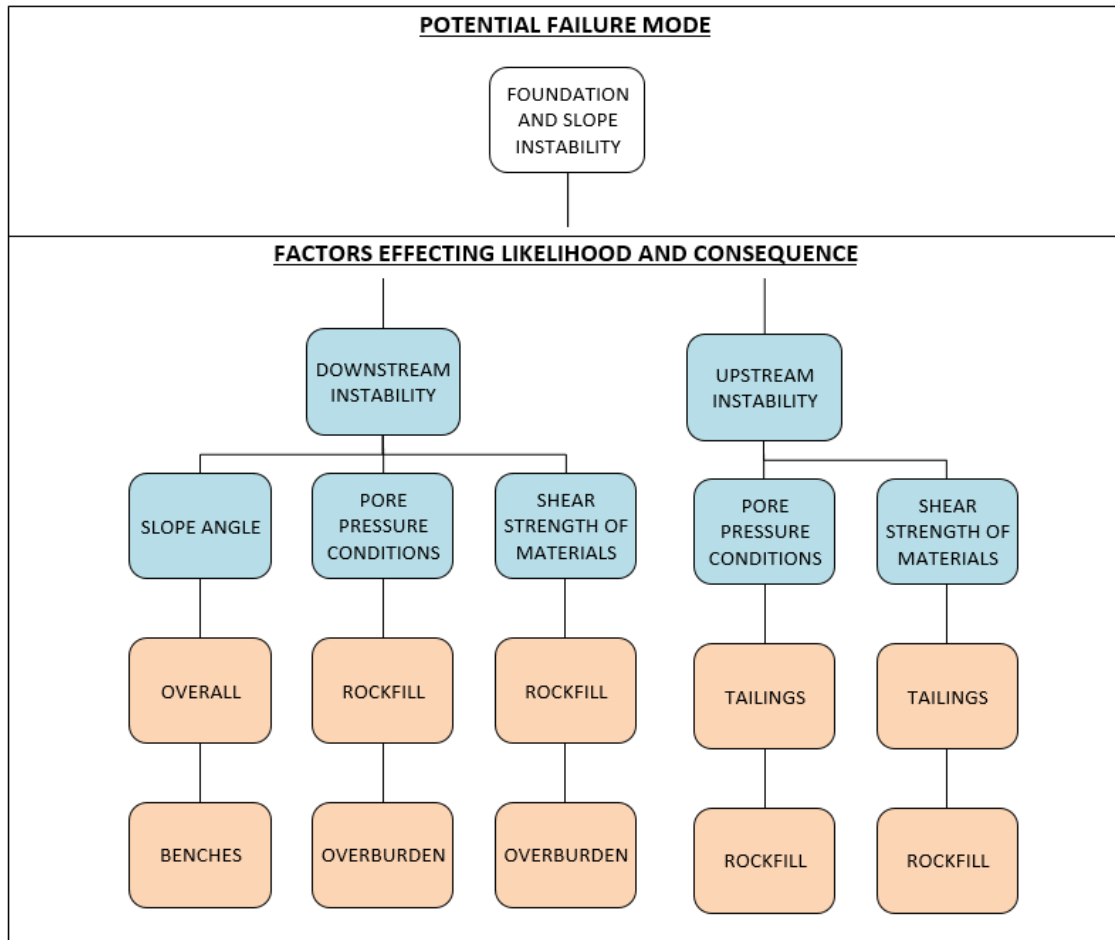 POTENTIAL FAILURE MODE
FOUNDATION
AND SLOPE
INSTABILITY
FACTORS EFFECTING LIKELIHOOD AND CONSEQUENCE
DOWNSTREAM
INSTABILITY
UPSTREAM
INSTABILITY
SLOPE ANGLE
PORE
PRESSURE
CONDITIONS
SHEAR
STRENGTH OF
MATERIALS
PORE
PRESSURE
CONDITIONS
SHEAR
STRENGTH OF
MATERIALS
OVERALL
ROCKFILL
ROCKFILL
TAILINGS
TAILINGS
BENCHES
OVERBURDEN
OVERBURDEN
ROCKFILL
ROCKFILL